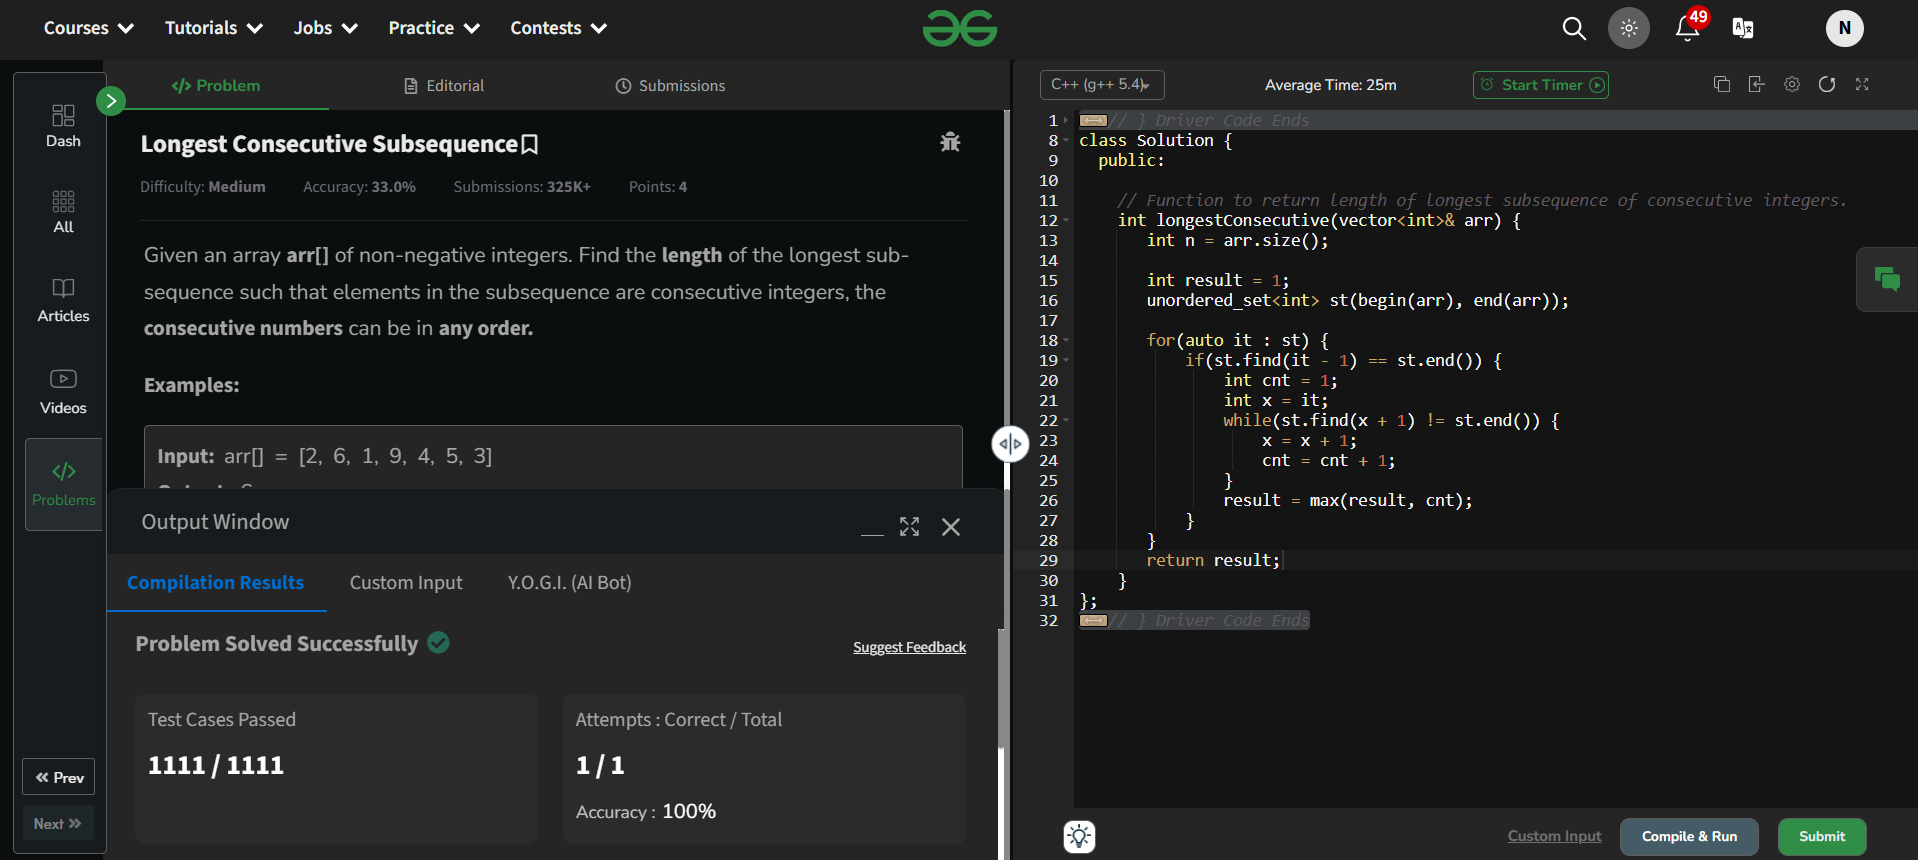 Courses Tutorials Jobs Practice Contests
49
N
Dash
All
Articles
Videos
Problems
Prev
Next
Problem Editorial Submissions
Longest Consecutive Subsequence
Difficulty: Medium Accuracy: 33.0% Submissions: 325K+ Points: 4
Given an array arr[] of non-negative integers. Find the length of the longest sub-
sequence such that elements in the subsequence are consecutive integers, the
consecutive numbers can be in any order.
Examples:
Input: arr[] = [2, 6, 1, 9, 4, 5, 3]
Output Window
Compilation Results Custom Input Y.O.G.I. (AI Bot)
Problem Solved Successfully
Suggest Feedback
Test Cases Passed
1111 / 1111
Attempts : Correct / Total
1 / 1
Accuracy : 100%
C++ (g++ 5.4) Average Time: 25m Start Timer
1 // } Driver Code Ends
8 class Solution {
9 public:
10
11 // Function to return length of longest subsequence of consecutive integers.
12 int longestConsecutive(vector<int>& arr) {
13 int n = arr.size();
14
15 int result = 1;
16 unordered_set<int> st(begin(arr), end(arr));
17
18 for(auto it : st) {
19 if(st.find(it - 1) == st.end()) {
20 int cnt = 1;
21 int x = it;
22 while(st.find(x + 1) != st.end()) {
23 x = x + 1;
24 cnt = cnt + 1;
25 }
26 result = max(result, cnt);
27 }
28 }
29 return result;
30 }
31 };
32 // } Driver Code Ends
Custom Input Compile & Run Submit